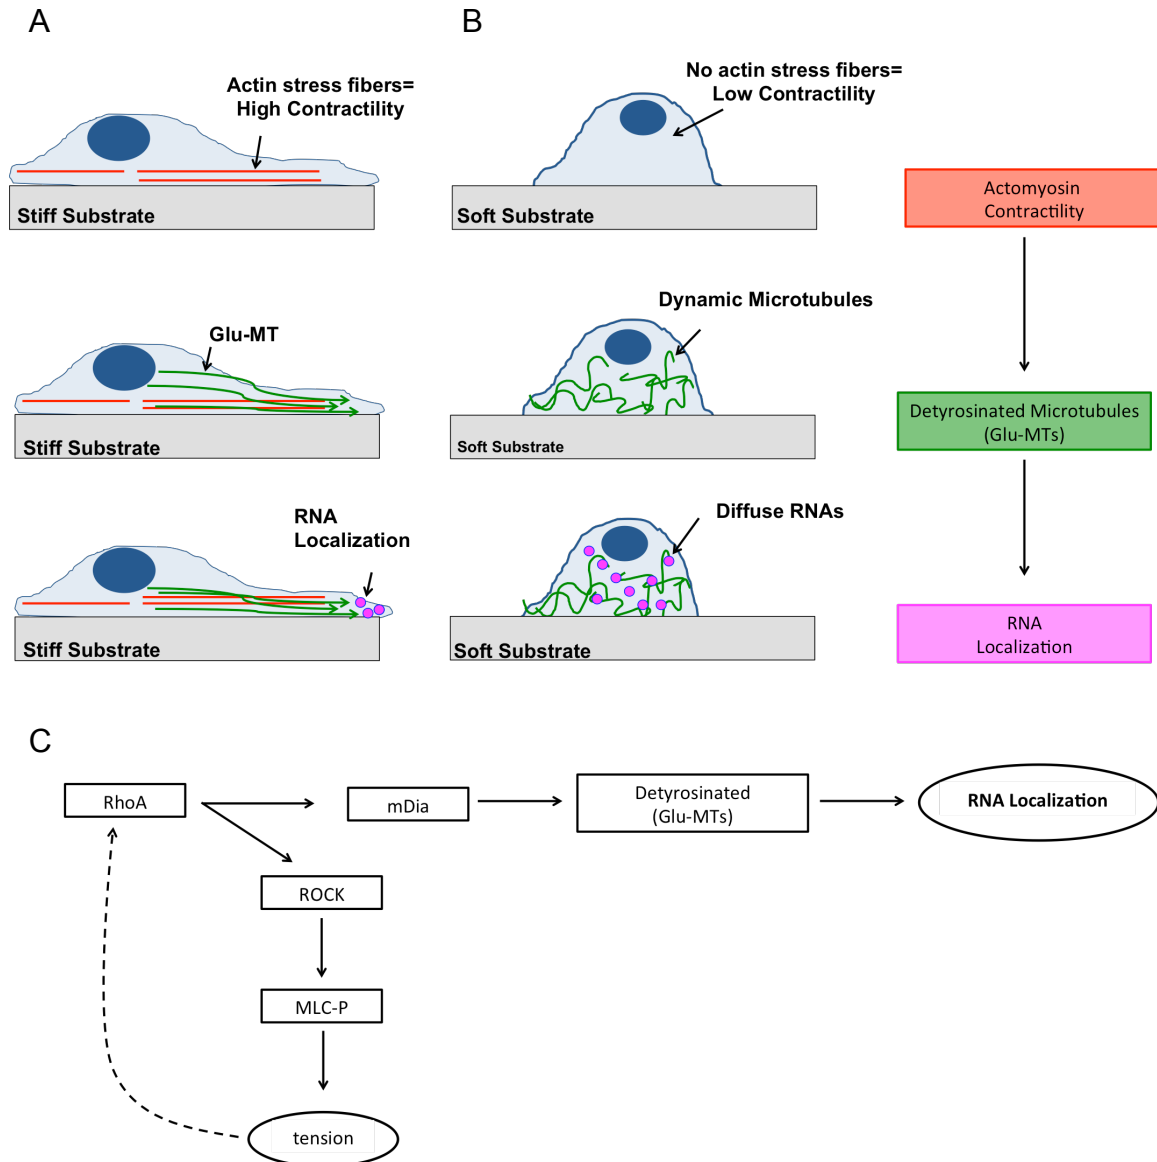 A
B
Actin stress fibers=
High Contractility
No actin stress fibers=
Low Contractility
Stiff Substrate
Soft Substrate
Actomyosin
Contractility
Glu-MT
Dynamic Microtubules
Stiff Substrate
Soft Substrate
Detyrosinated Microtubules
(Glu-MTs)
RNA
Localization
Diffuse RNAs
Stiff Substrate
Soft Substrate
RNA
Localization
C
RhoA
mDia
Detyrosinated
(Glu-MTs)
RNA Localization
ROCK
MLC-P
tension